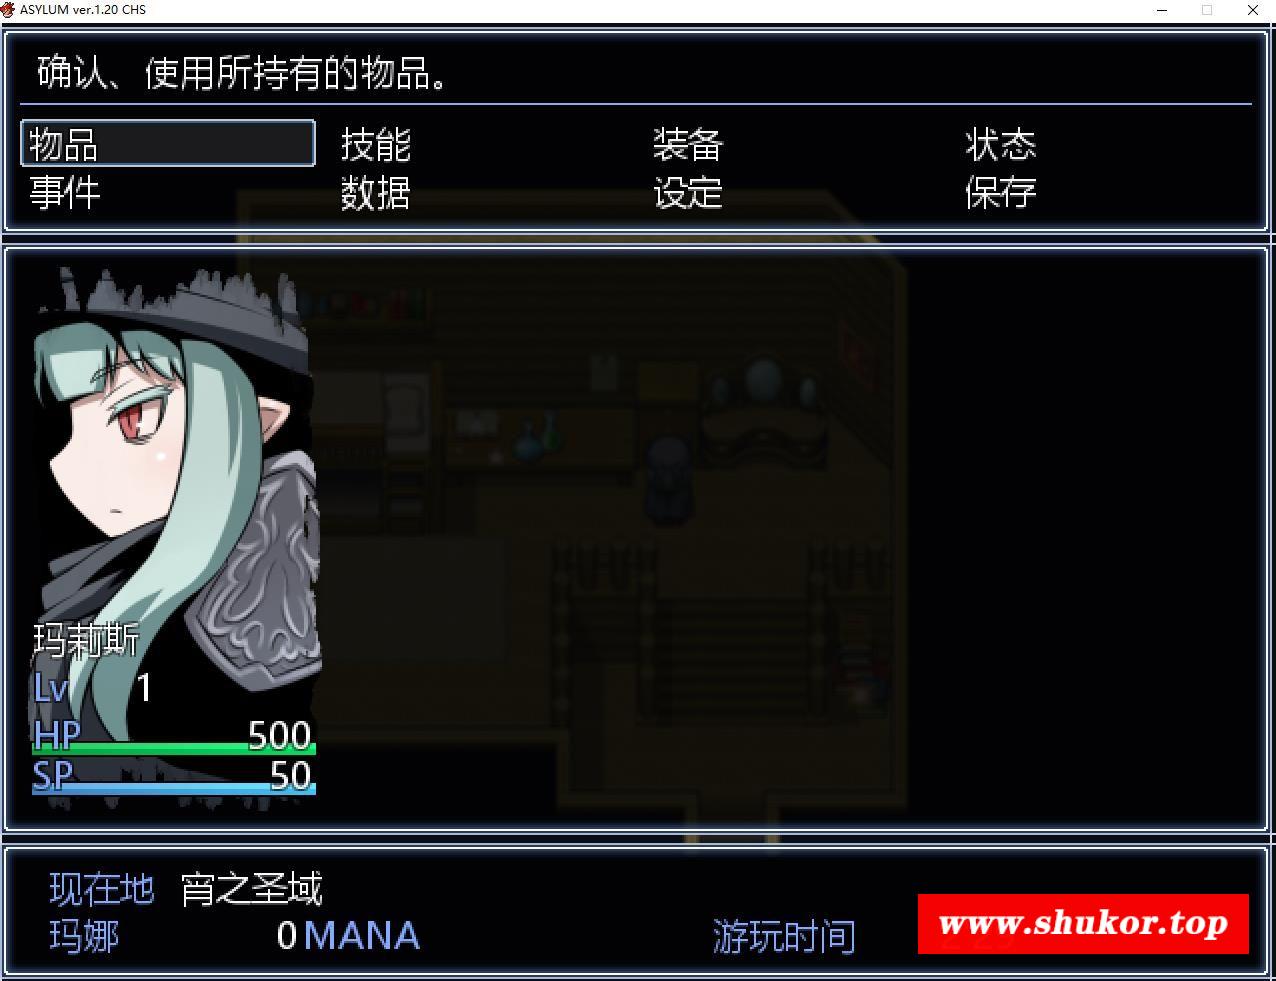 ASYLUM ver.1.20 CHS
确认、使用所持有的物品。
物品 技能 装备 状态
事件 数据 设定 保存
玛莉斯
Lv 1
HP 500
SP 50
现在地 宵之圣域
玛娜 0 MANA 游玩时间
www.shukor.top